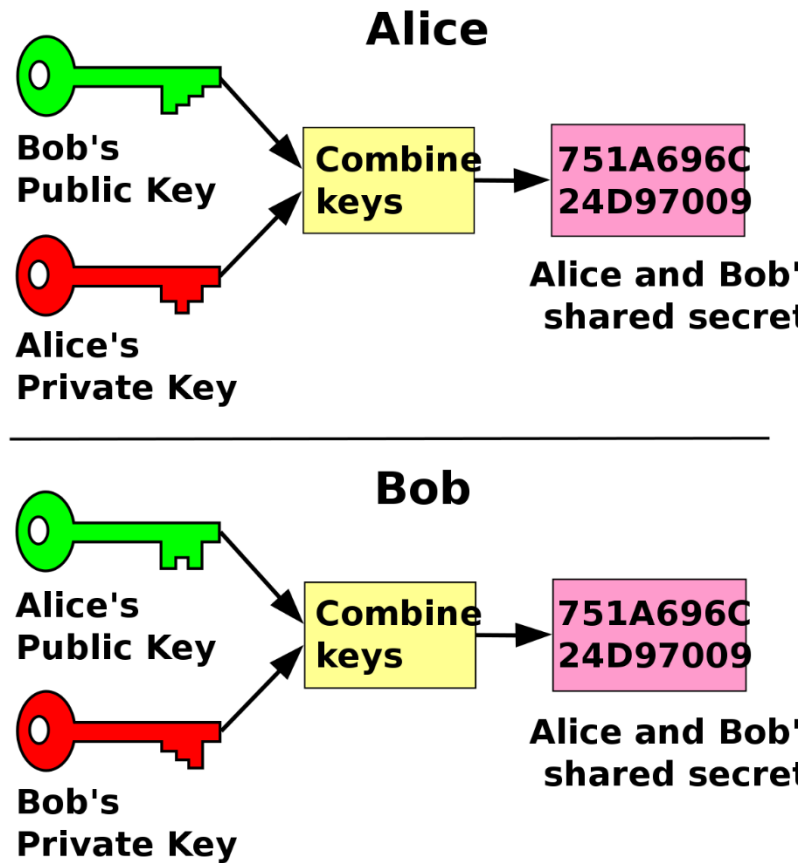 Alice
Bob's
Public Key
Combine
keys
751A696C
24D97009
Alice and Bob'
shared secret
Alice's
Private Key
Bob
Alice's
Public Key
Combine
keys
751A696C
24D97009
Alice and Bob'
shared secret
Bob's
Private Key